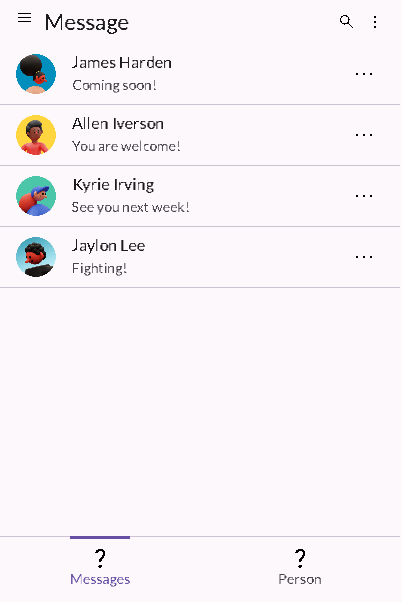 Message
James Harden
Coming soon!
Allen Iverson
You are welcome!
Kyrie Irving
See you next week!
Jaylon Lee
Fighting!
? ?
Messages Person